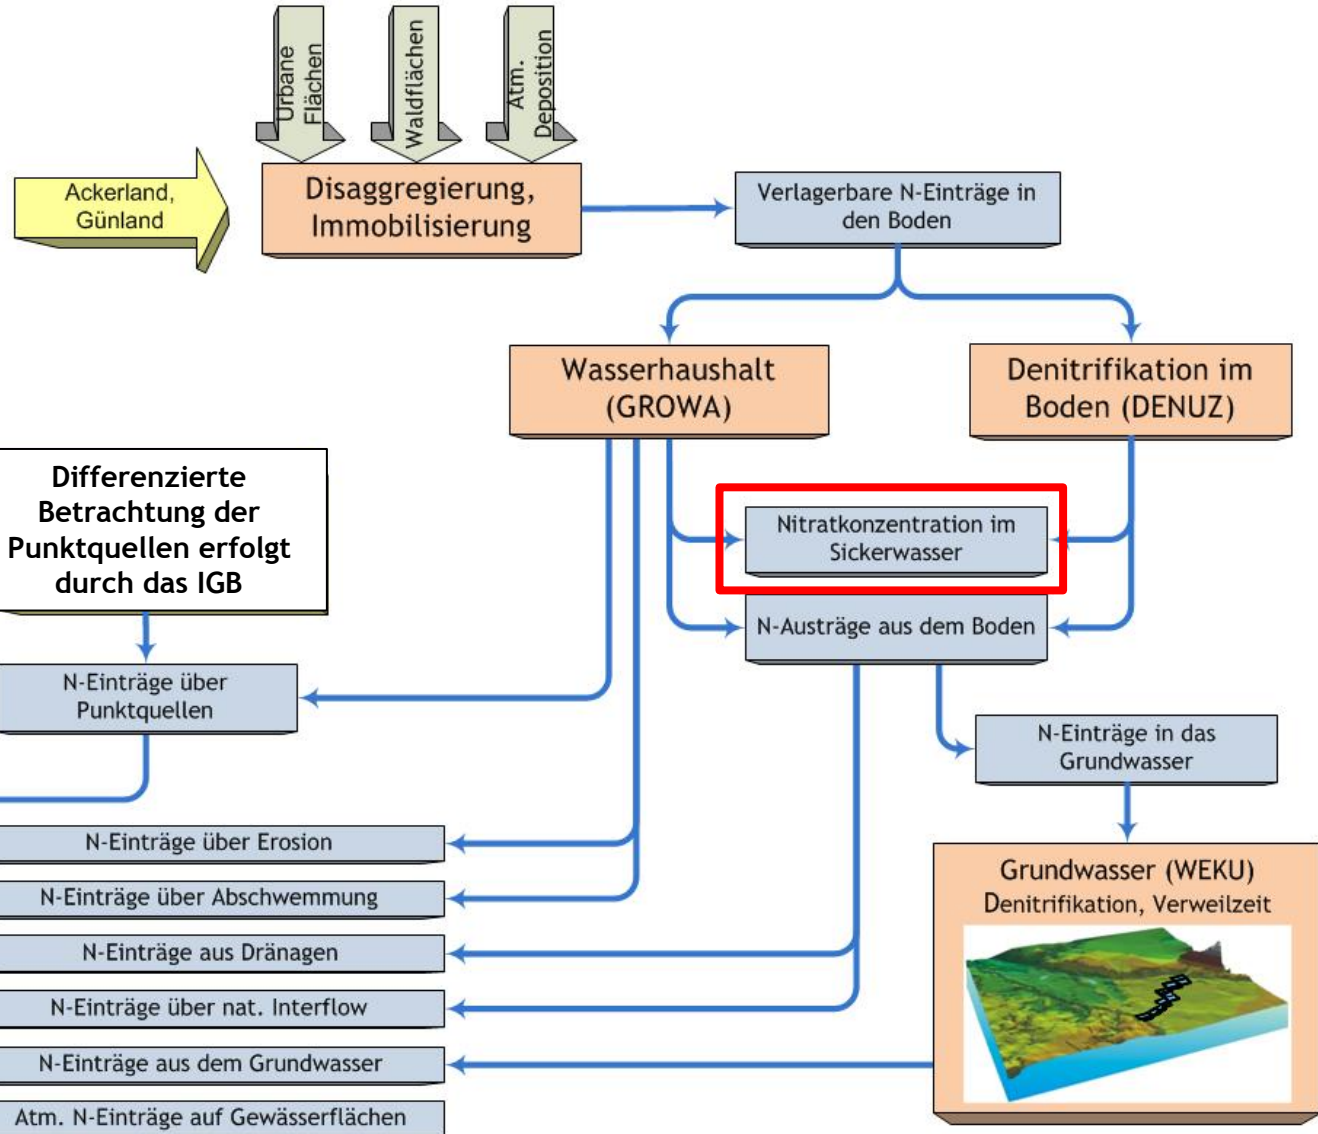 Urbane
Flächen
Waldflächen
Atm.
Deposition
Ackerland,
Günland
Disaggregierung,
Immobilisierung
Verlagerbare N-Einträge in
den Boden
Wasserhaushalt
(GROWA)
Denitrifikation im
Boden (DENUZ)
Differenzierte
Betrachtung der
Punktquellen erfolgt
durch das IGB
Nitratkonzentration im
Sickerwasser
N-Austräge aus dem Boden
N-Einträge über
Punktquellen
N-Einträge in das
Grundwasser
N-Einträge über Erosion
N-Einträge über Abschwemmung
N-Einträge aus Dränagen
N-Einträge über nat. Interflow
N-Einträge aus dem Grundwasser
Atm. N-Einträge auf Gewässerflächen
Grundwasser (WEKU)
Denitrifikation, Verweilzeit